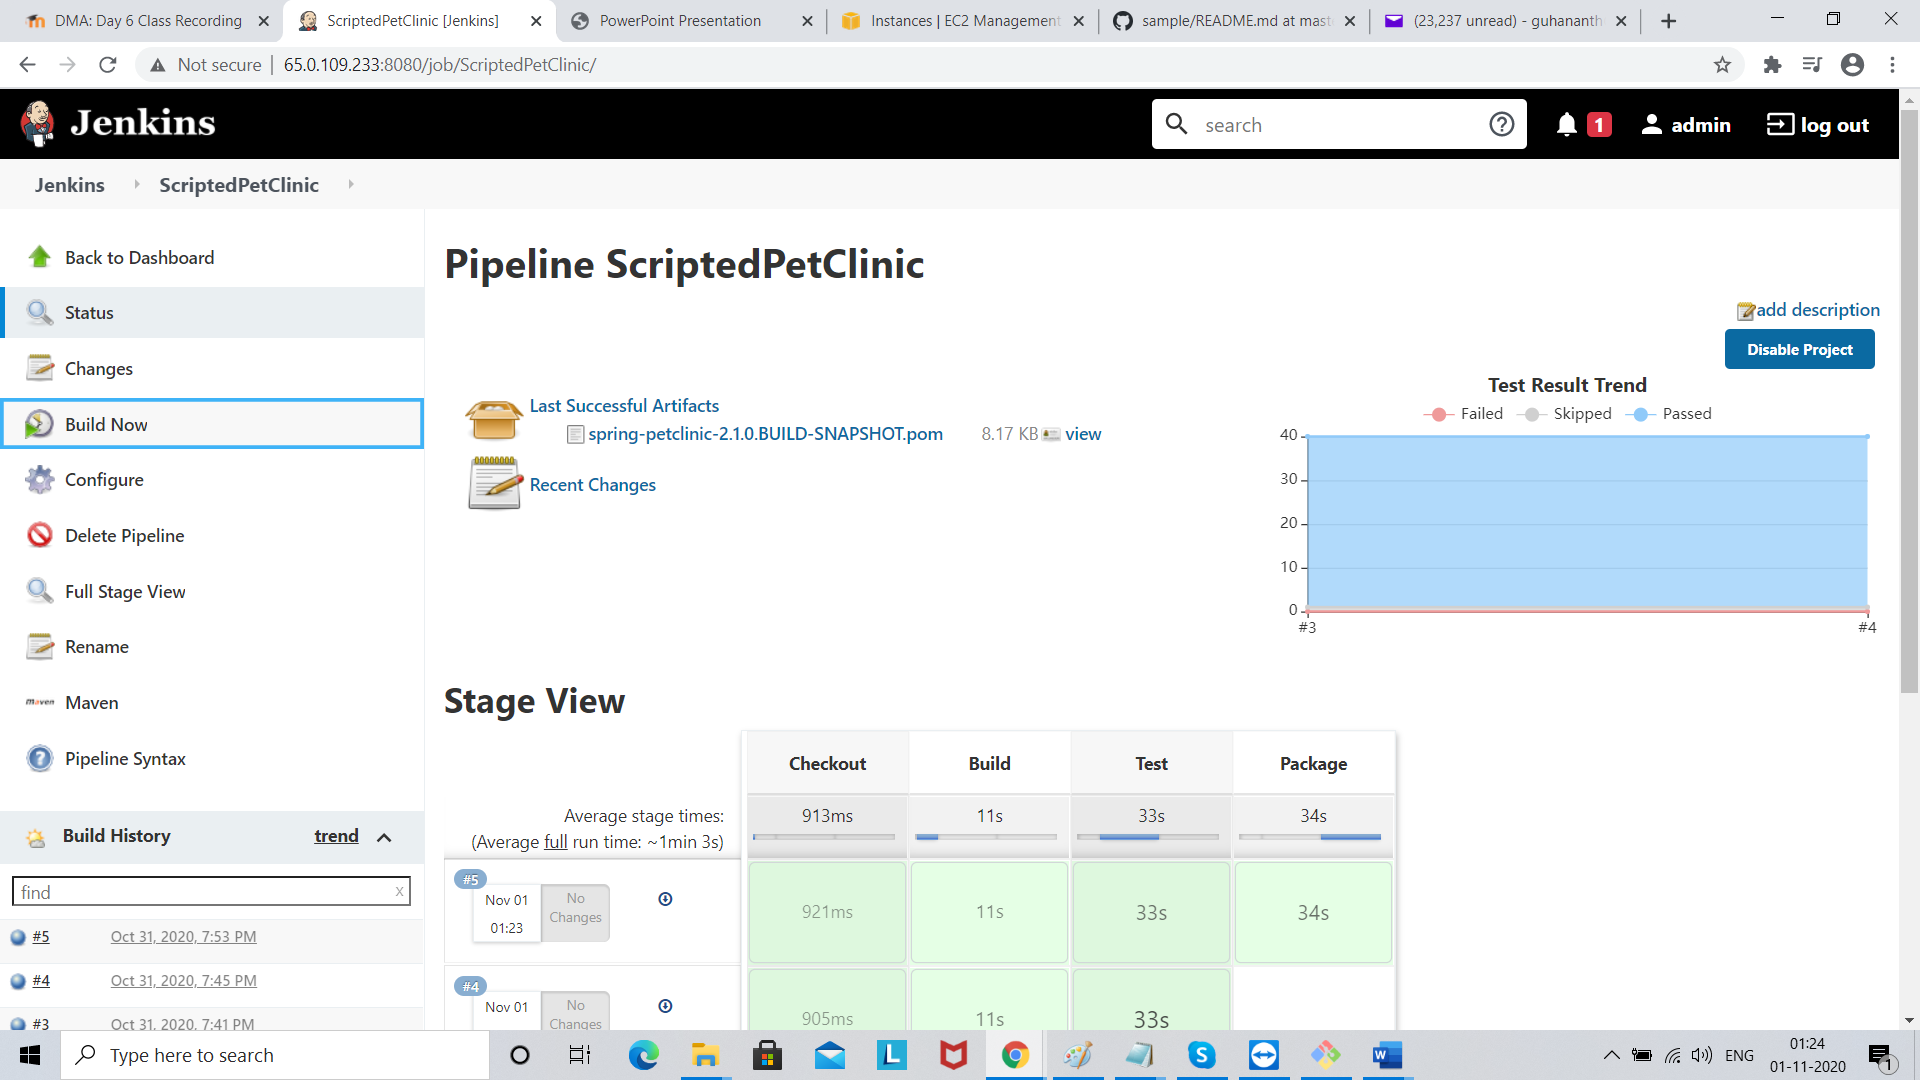 DMA: Day 6 Class Recording
ScriptedPetClinic [Jenkins]
PowerPoint Presentation
Instances | EC2 Management
sample/README.md at mast
(23,237 unread) - guhananth
Not secure
65.0.109.233:8080/job/ScriptedPetClinic/
Jenkins
search
1
admin
log out
Jenkins
ScriptedPetClinic
Back to Dashboard
Status
Changes
Build Now
Configure
Delete Pipeline
Full Stage View
Rename
Maven Maven
Pipeline Syntax
Build History
trend
find
x
#5
Oct 31, 2020, 7:53 PM
#4
Oct 31, 2020, 7:45 PM
#3
Oct 31, 2020, 7:41 PM
Pipeline ScriptedPetClinic
add description
Disable Project
Last Successful Artifacts
spring-petclinic-2.1.0.BUILD-SNAPSHOT.pom
8.17 KB
view
Recent Changes
Test Result Trend
Failed
Skipped
Passed
40
30
20
10
0
#3
#4
Stage View
Checkout
Build
Test
Package
Average stage times:
(Average full run time: ~1min 3s)
913ms
11s
33s
34s
#5
Nov 01
01:23
No
Changes
921ms
11s
33s
34s
#4
Nov 01
No
Changes
905ms
11s
33s
Type here to search
ENG
01:24
01-11-2020
1